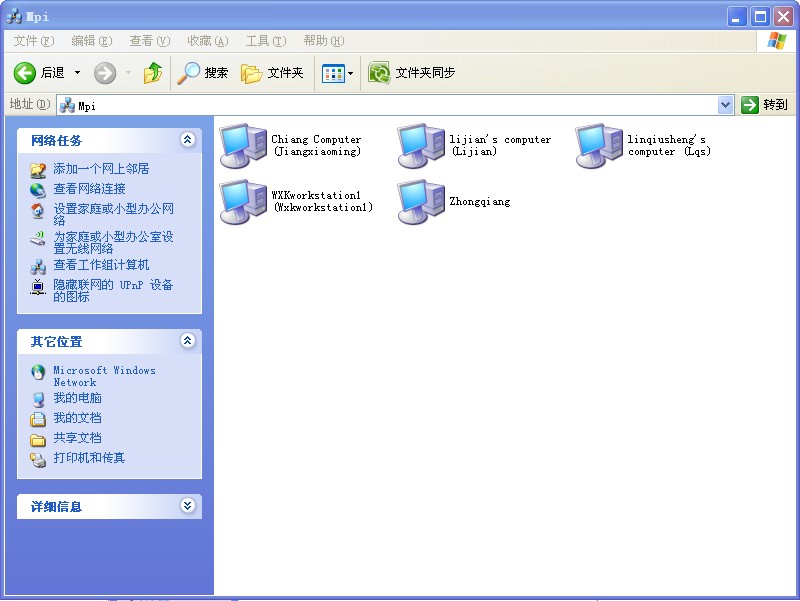 Mpi
文件(F) 编辑(E) 查看(V) 收藏(A) 工具(T) 帮助(H)
后退 搜索 文件夹 文件夹同步
地址(D) Mpi 转到
网络任务
添加一个网上邻居
查看网络连接
设置家庭或小型办公网
络
为家庭或小型办公室设
置无线网络
查看工作组计算机
隐藏联网的 UPnP 设备
的图标
其它位置
Microsoft Windows
Network
我的电脑
我的文档
共享文档
打印机和传真
详细信息
Chiang Computer
(Jiangxiaoming)
lijian's computer
(Lijian)
linqiusheng's
computer (Lqs)
WXKworkstation1
(Wxkworkstation1)
Zhongqiang